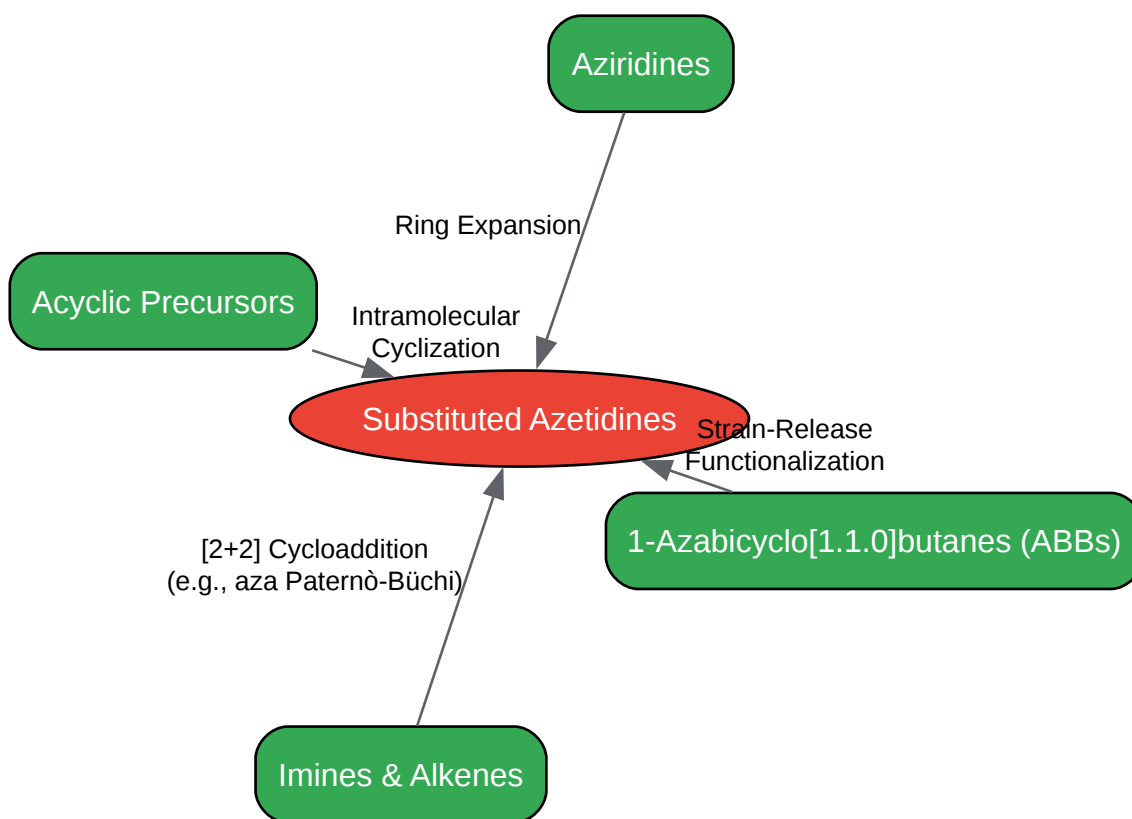 Aziridines
Ring Expansion
Acyclic Precursors
Intramolecular
Cyclization
Substituted Azetidines
Strain-Release
Functionalization
1-Azabicyclo[1.1.0]butanes (ABBs)
[2+2] Cycloaddition
(e.g., aza Paternò-Büchi)
Imines & Alkenes